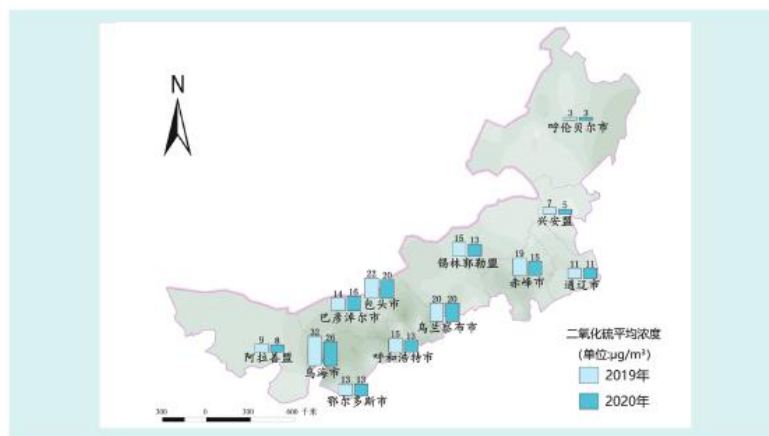 N
3 3
呼伦贝尔市
7 5
兴安盟
15 13
锡林郭勒盟
19 15
赤峰市
11 11
通辽市
22 20
包头市
14 16
巴彦淖尔市
20 20
乌兰察布市
32 26
乌海市
15 13
呼和浩特市
9 8
阿拉善盟
13 13
鄂尔多斯市
二氧化硫平均浓度
(单位:μg/m³)
2019年
2020年
300 0 300 600 千米